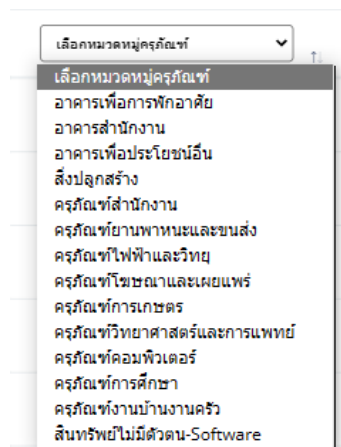 เลือกหมวดหมู่ครุภัณฑ์
เลือกหมวดหมู่ครุภัณฑ์
อาคารเพื่อการพักอาศัย
อาคารสำนักงาน
อาคารเพื่อประโยชน์อื่น
สิ่งปลูกสร้าง
ครุภัณฑ์สำนักงาน
ครุภัณฑ์ยานพาหนะและขนส่ง
ครุภัณฑ์ไฟฟ้าและวิทยุ
ครุภัณฑ์โฆษณาและเผยแพร่
ครุภัณฑ์การเกษตร
ครุภัณฑ์วิทยาศาสตร์และการแพทย์
ครุภัณฑ์คอมพิวเตอร์
ครุภัณฑ์การศึกษา
ครุภัณฑ์งานบ้านงานครัว
สินทรัพย์ไม่มีตัวตน-Software